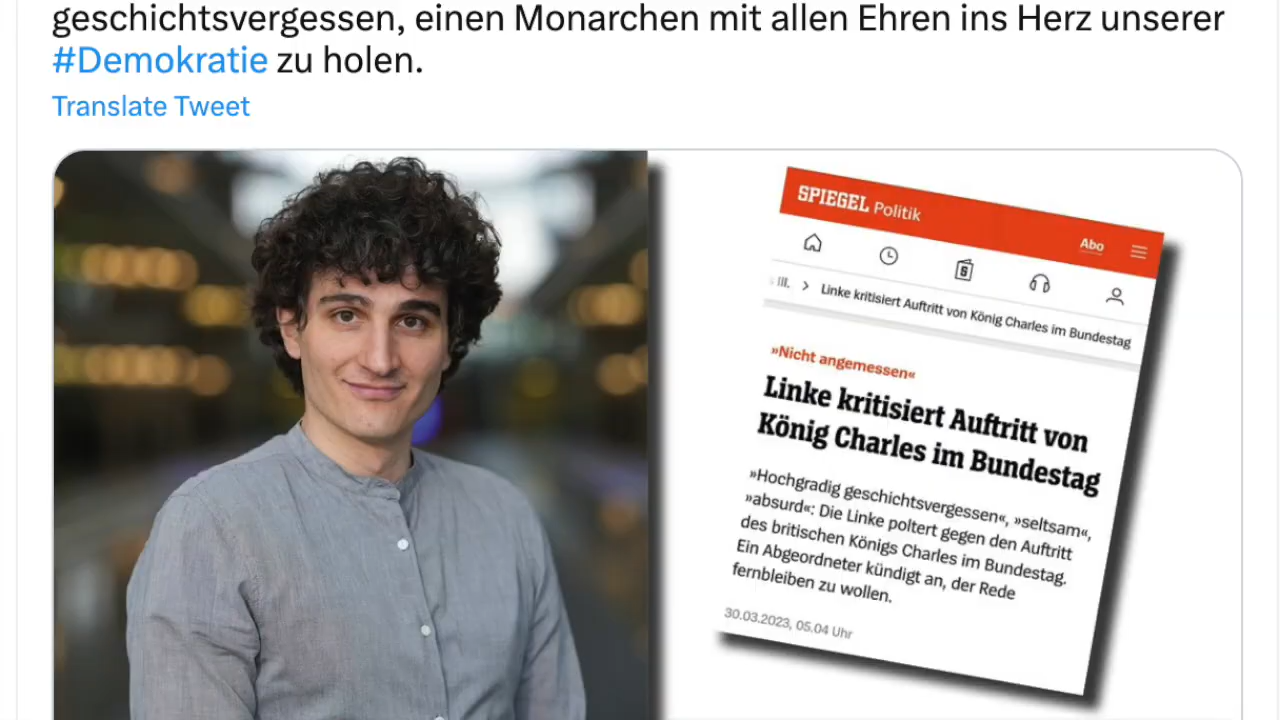 geschichtsvergessen, einen Monarchen mit allen Ehren ins Herz unserer
#Demokratie zu holen.
Translate Tweet
SPIEGEL Politik
Abo
III. > Linke kritisiert Auftritt von König Charles im Bundestag
»Nicht angemessen«
Linke kritisiert Auftritt von
König Charles im Bundestag
»Hochgradig geschichtsvergessen«, »seltsam«,
»absurd«: Die Linke poltert gegen den Auftritt
des britischen Königs Charles im Bundestag.
Ein Abgeordneter kündigt an, der Rede
fernbleiben zu wollen.
30.03.2023, 05.04 Uhr